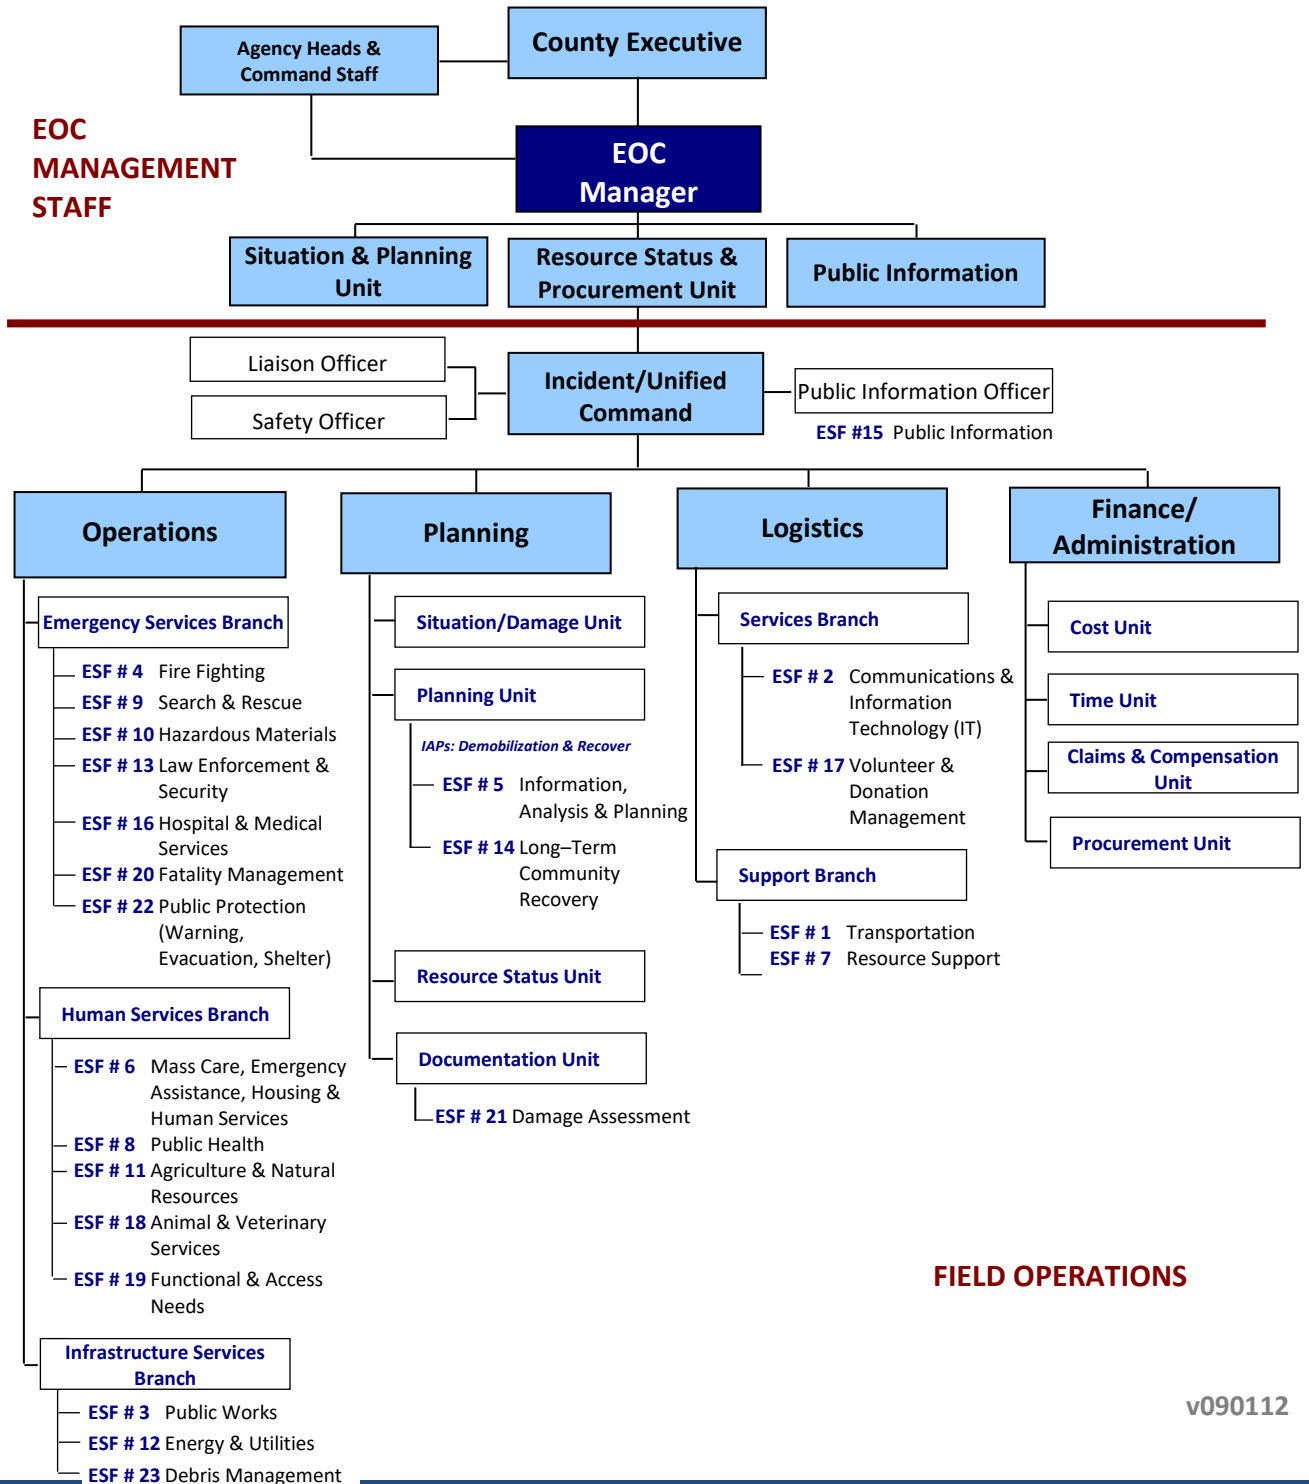 County Executive
Agency Heads &
Command Staff
EOC
MANAGEMENT
STAFF
EOC
Manager
Situation & Planning
Unit
Resource Status &
Procurement Unit
Public Information
Liaison Officer
Safety Officer
Incident/Unified
Command
Public Information Officer
ESF #15 Public Information
Operations
Planning
Logistics
Finance/
Administration
Emergency Services Branch
ESF # 4 Fire Fighting
ESF # 9 Search & Rescue
ESF # 10 Hazardous Materials
ESF # 13 Law Enforcement &
Security
ESF # 16 Hospital & Medical
Services
ESF # 20 Fatality Management
ESF # 22 Public Protection
(Warning,
Evacuation, Shelter)
Human Services Branch
ESF # 6 Mass Care, Emergency
Assistance, Housing &
Human Services
ESF # 8 Public Health
ESF # 11 Agriculture & Natural
Resources
ESF # 18 Animal & Veterinary
Services
ESF # 19 Functional & Access
Needs
Infrastructure Services
Branch
ESF # 3 Public Works
ESF # 12 Energy & Utilities
ESF # 23 Debris Management
Situation/Damage Unit
Planning Unit
IAPs: Demobilization & Recover
ESF # 5 Information,
Analysis & Planning
ESF # 14 Long–Term
Community
Recovery
Resource Status Unit
Documentation Unit
ESF # 21 Damage Assessment
Services Branch
ESF # 2 Communications &
Information
Technology (IT)
ESF # 17 Volunteer &
Donation
Management
Support Branch
ESF # 1 Transportation
ESF # 7 Resource Support
Cost Unit
Time Unit
Claims & Compensation
Unit
Procurement Unit
FIELD OPERATIONS
v090112